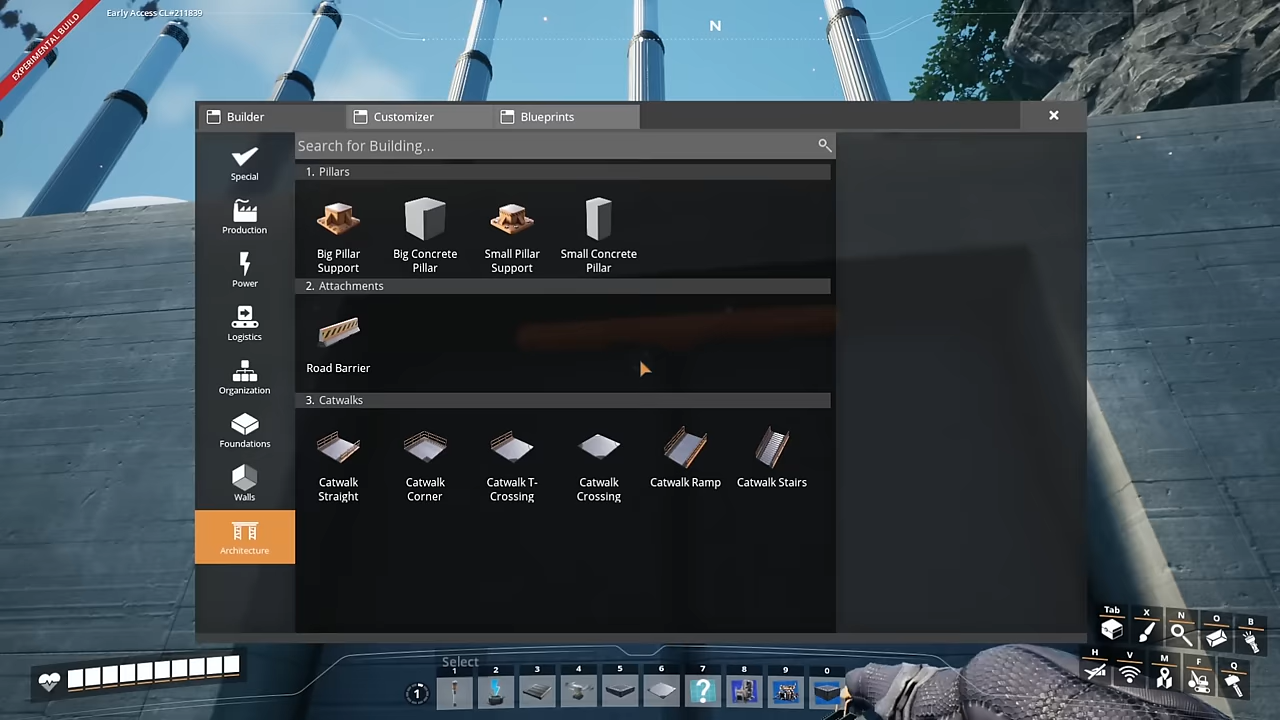 Early Access CL#211839
EXPERIMENTAL BUILD
N
Builder
Customizer
Blueprints
Search for Building...
Special
Production
Power
Logistics
Organization
Foundations
Walls
Architecture
1. Pillars
Big Pillar
Support
Big Concrete
Pillar
Small Pillar
Support
Small Concrete
Pillar
2. Attachments
Road Barrier
3. Catwalks
Catwalk
Straight
Catwalk
Corner
Catwalk T-
Crossing
Catwalk
Crossing
Catwalk Ramp
Catwalk Stairs
Tab X N O B
H V M F Q
Select
1
1 2 3 4 5 6 7 8 9 0
?